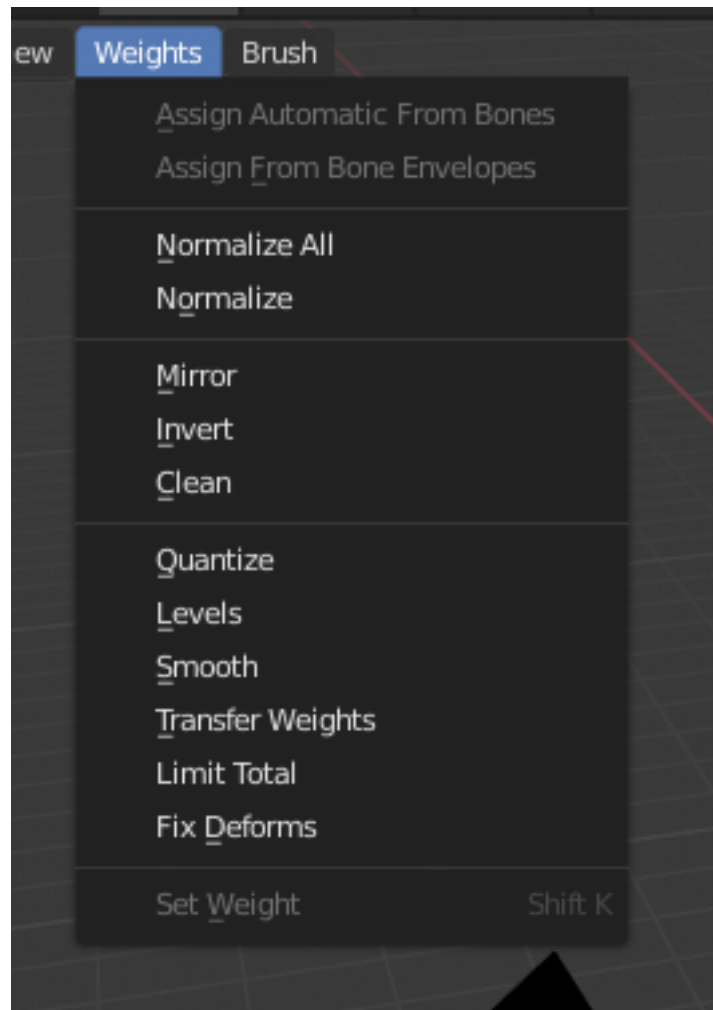 ew Weights Brush
Assign Automatic From Bones
Assign From Bone Envelopes
Normalize All
Normalize
Mirror
Invert
Clean
Quantize
Levels
Smooth
Transfer Weights
Limit Total
Fix Deforms
Set Weight Shift K